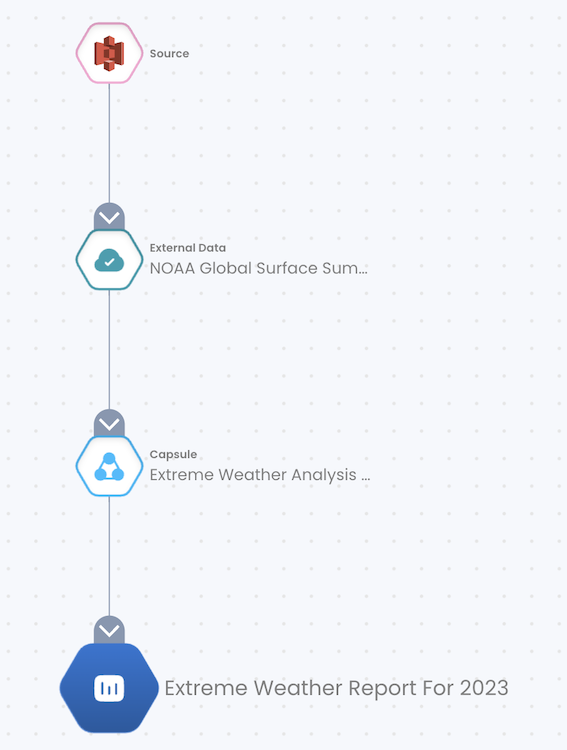 Source
External Data
NOAA Global Surface Sum...
Capsule
Extreme Weather Analysis ...
Extreme Weather Report For 2023